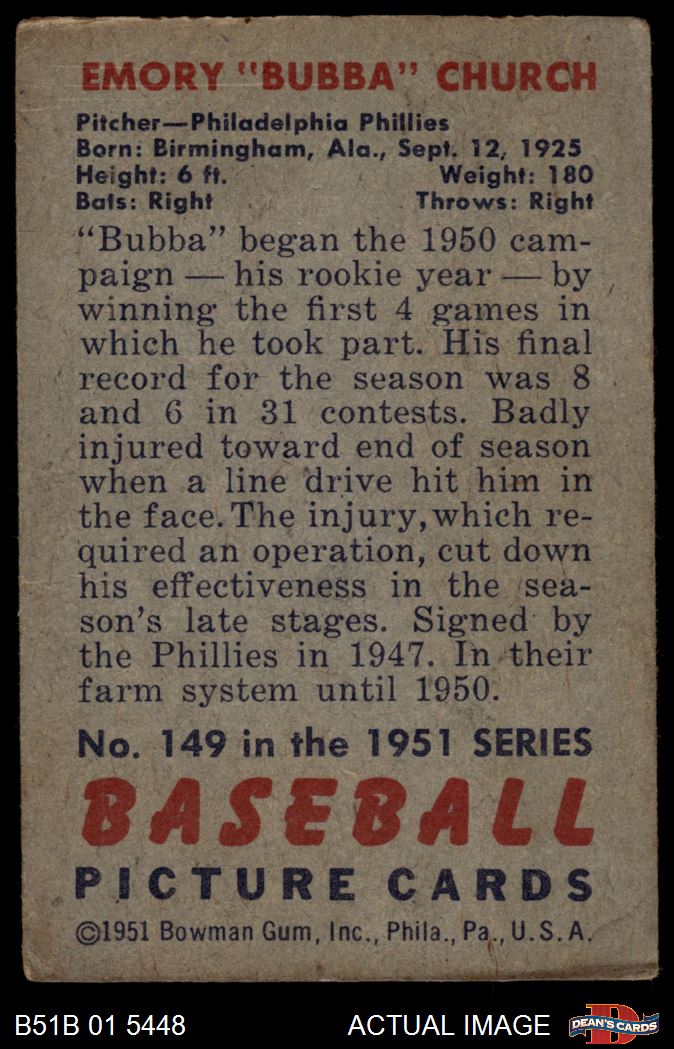 EMORY "BUBBA" CHURCH
Pitcher—Philadelphia Phillies
Born: Birmingham, Ala., Sept. 12, 1925
Height: 6 ft. Weight: 180
Bats: Right Throws: Right
"Bubba" began the 1950 cam-
paign — his rookie year — by
winning the first 4 games in
which he took part. His final
record for the season was 8
and 6 in 31 contests. Badly
injured toward end of season
when a line drive hit him in
the face. The injury, which re-
quired an operation, cut down
his effectiveness in the sea-
son's late stages. Signed by
the Phillies in 1947. In their
farm system until 1950.
No. 149 in the 1951 SERIES
BASEBALL
PICTURE CARDS
©1951 Bowman Gum, Inc., Phila., Pa., U.S.A.
B51B 01 5448 ACTUAL IMAGE D DEAN'S CARDS